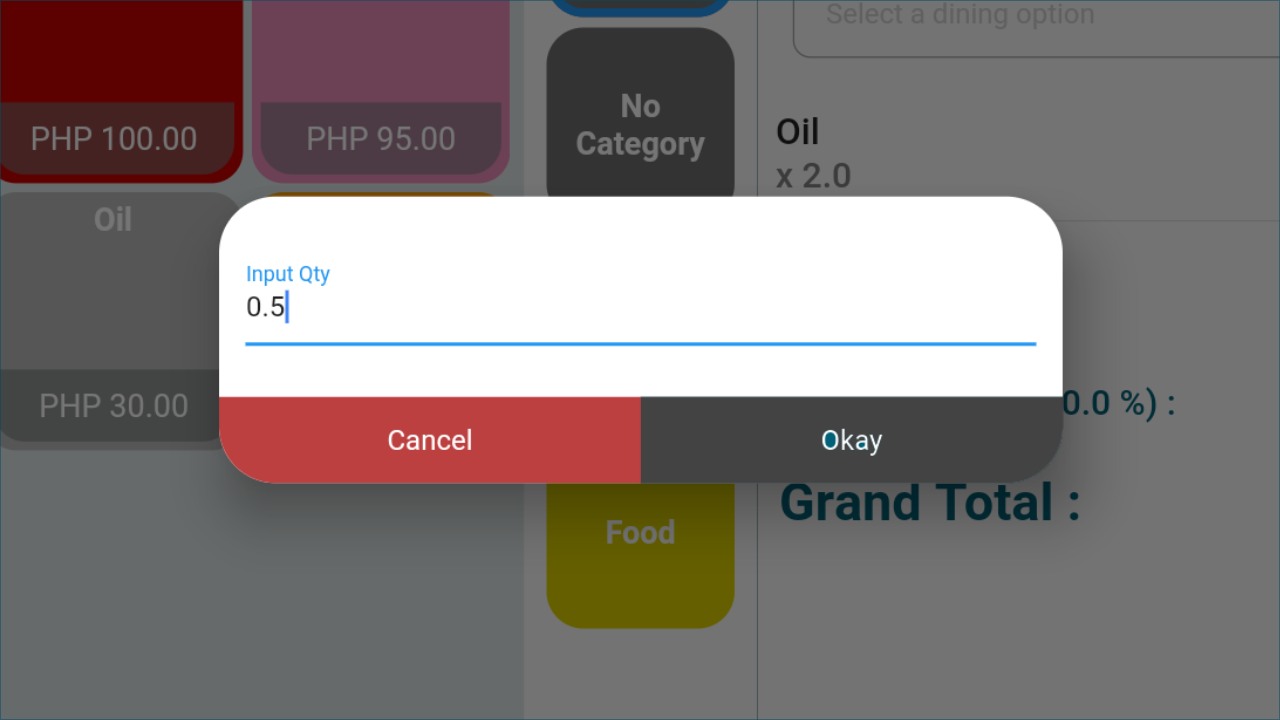 Select a dining option
No
Category
PHP 100.00
PHP 95.00
Oil
x 2.0
Oil
Input Qty
0.5
PHP 30.00
0.0 %) :
Cancel
Okay
Grand Total :
Food